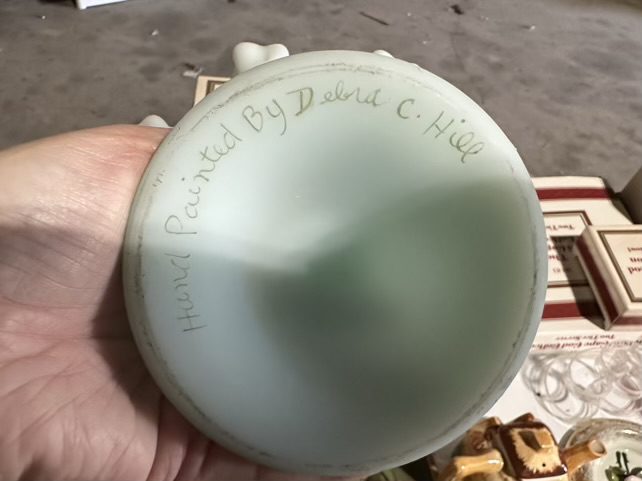 Hand Painted By Debra C. Hill